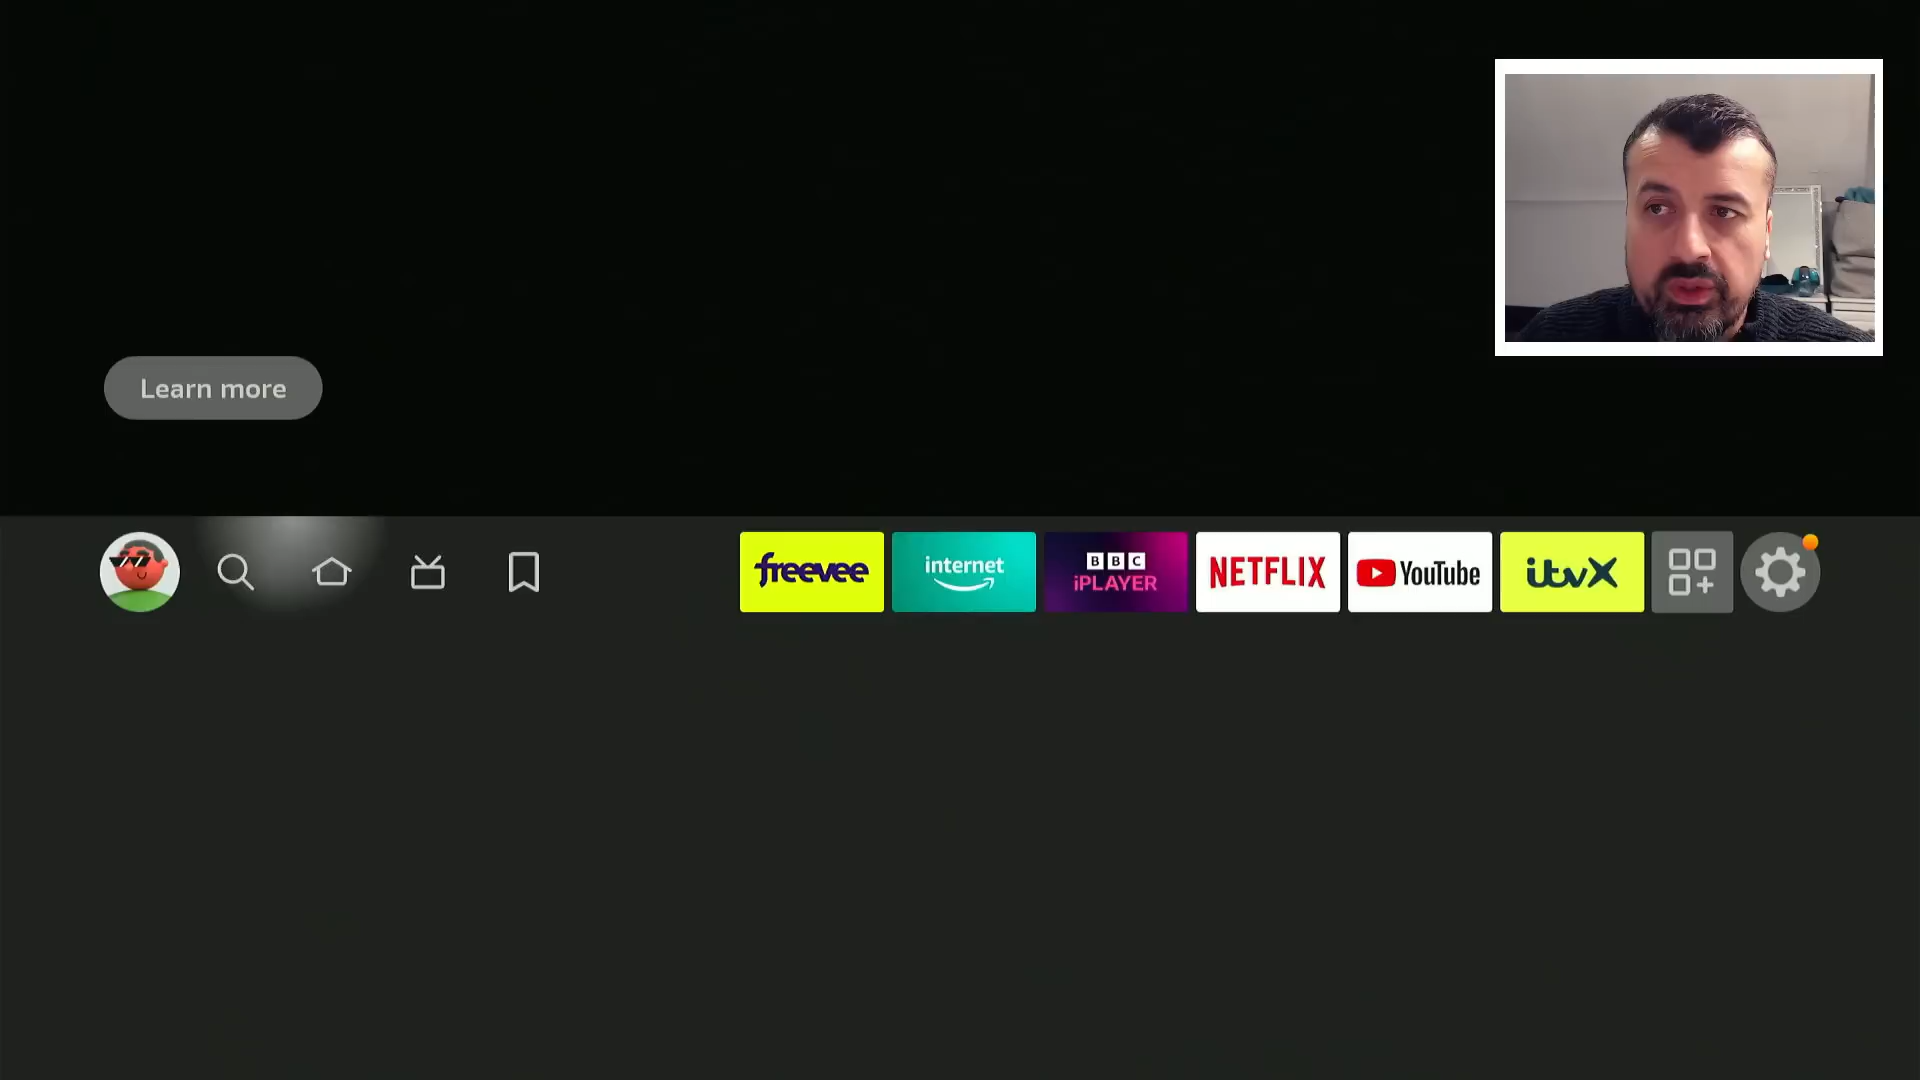 Learn more
freevee
internet
BBC
iPLAYER
NETFLIX
YouTube
itvX